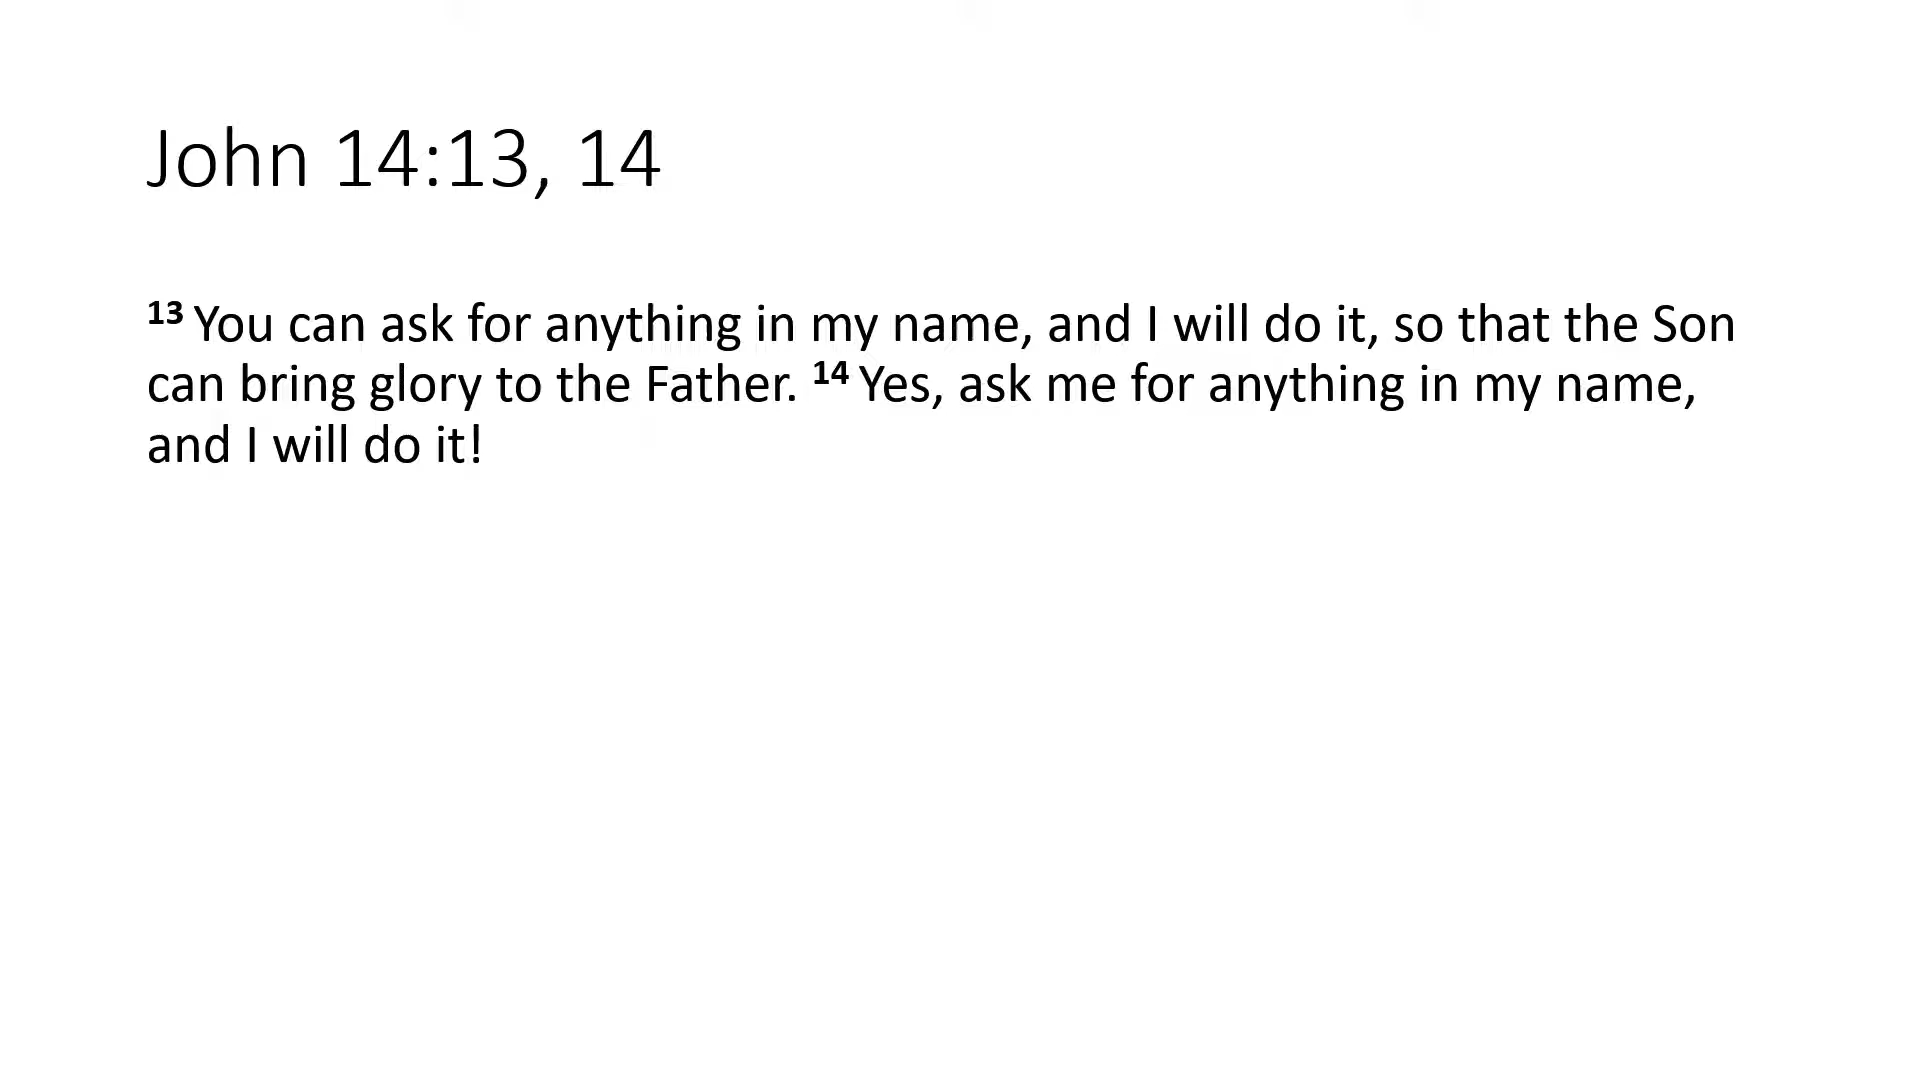 John 14:13, 14
13 You can ask for anything in my name, and I will do it, so that the Son
can bring glory to the Father. 14 Yes, ask me for anything in my name,
and I will do it!